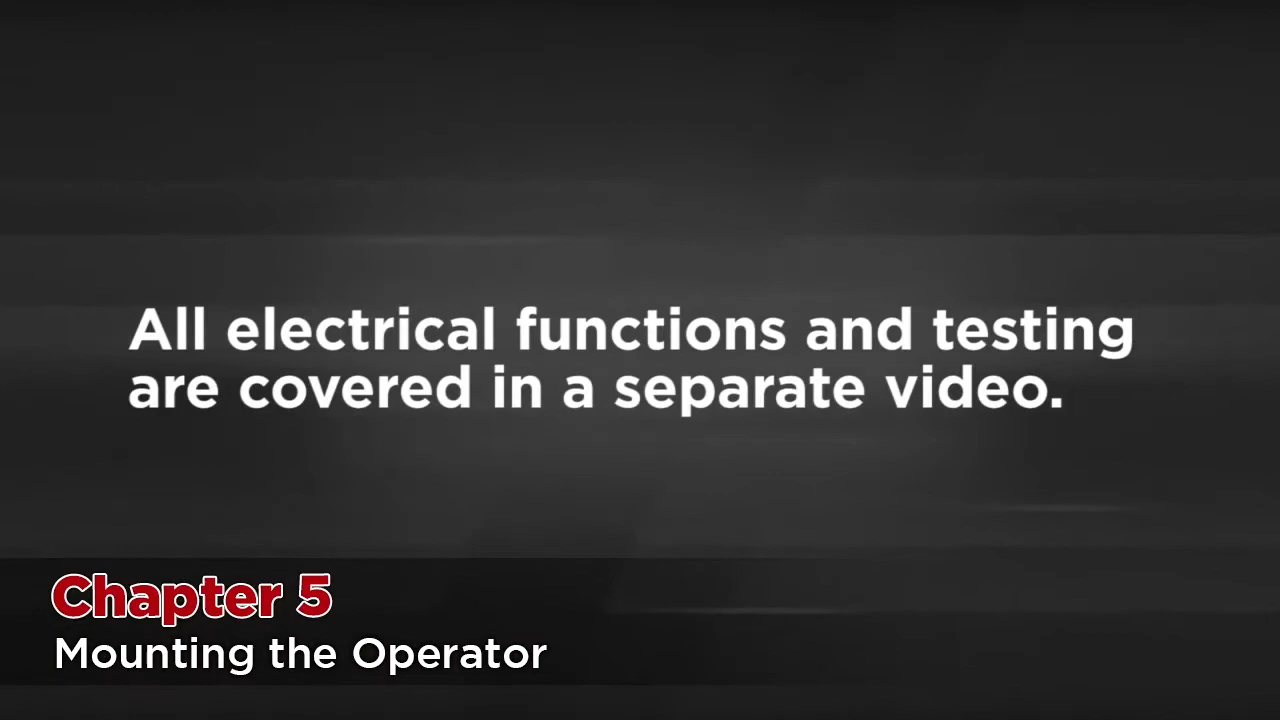 All electrical functions and testing
are covered in a separate video.
Chapter 5
Mounting the Operator